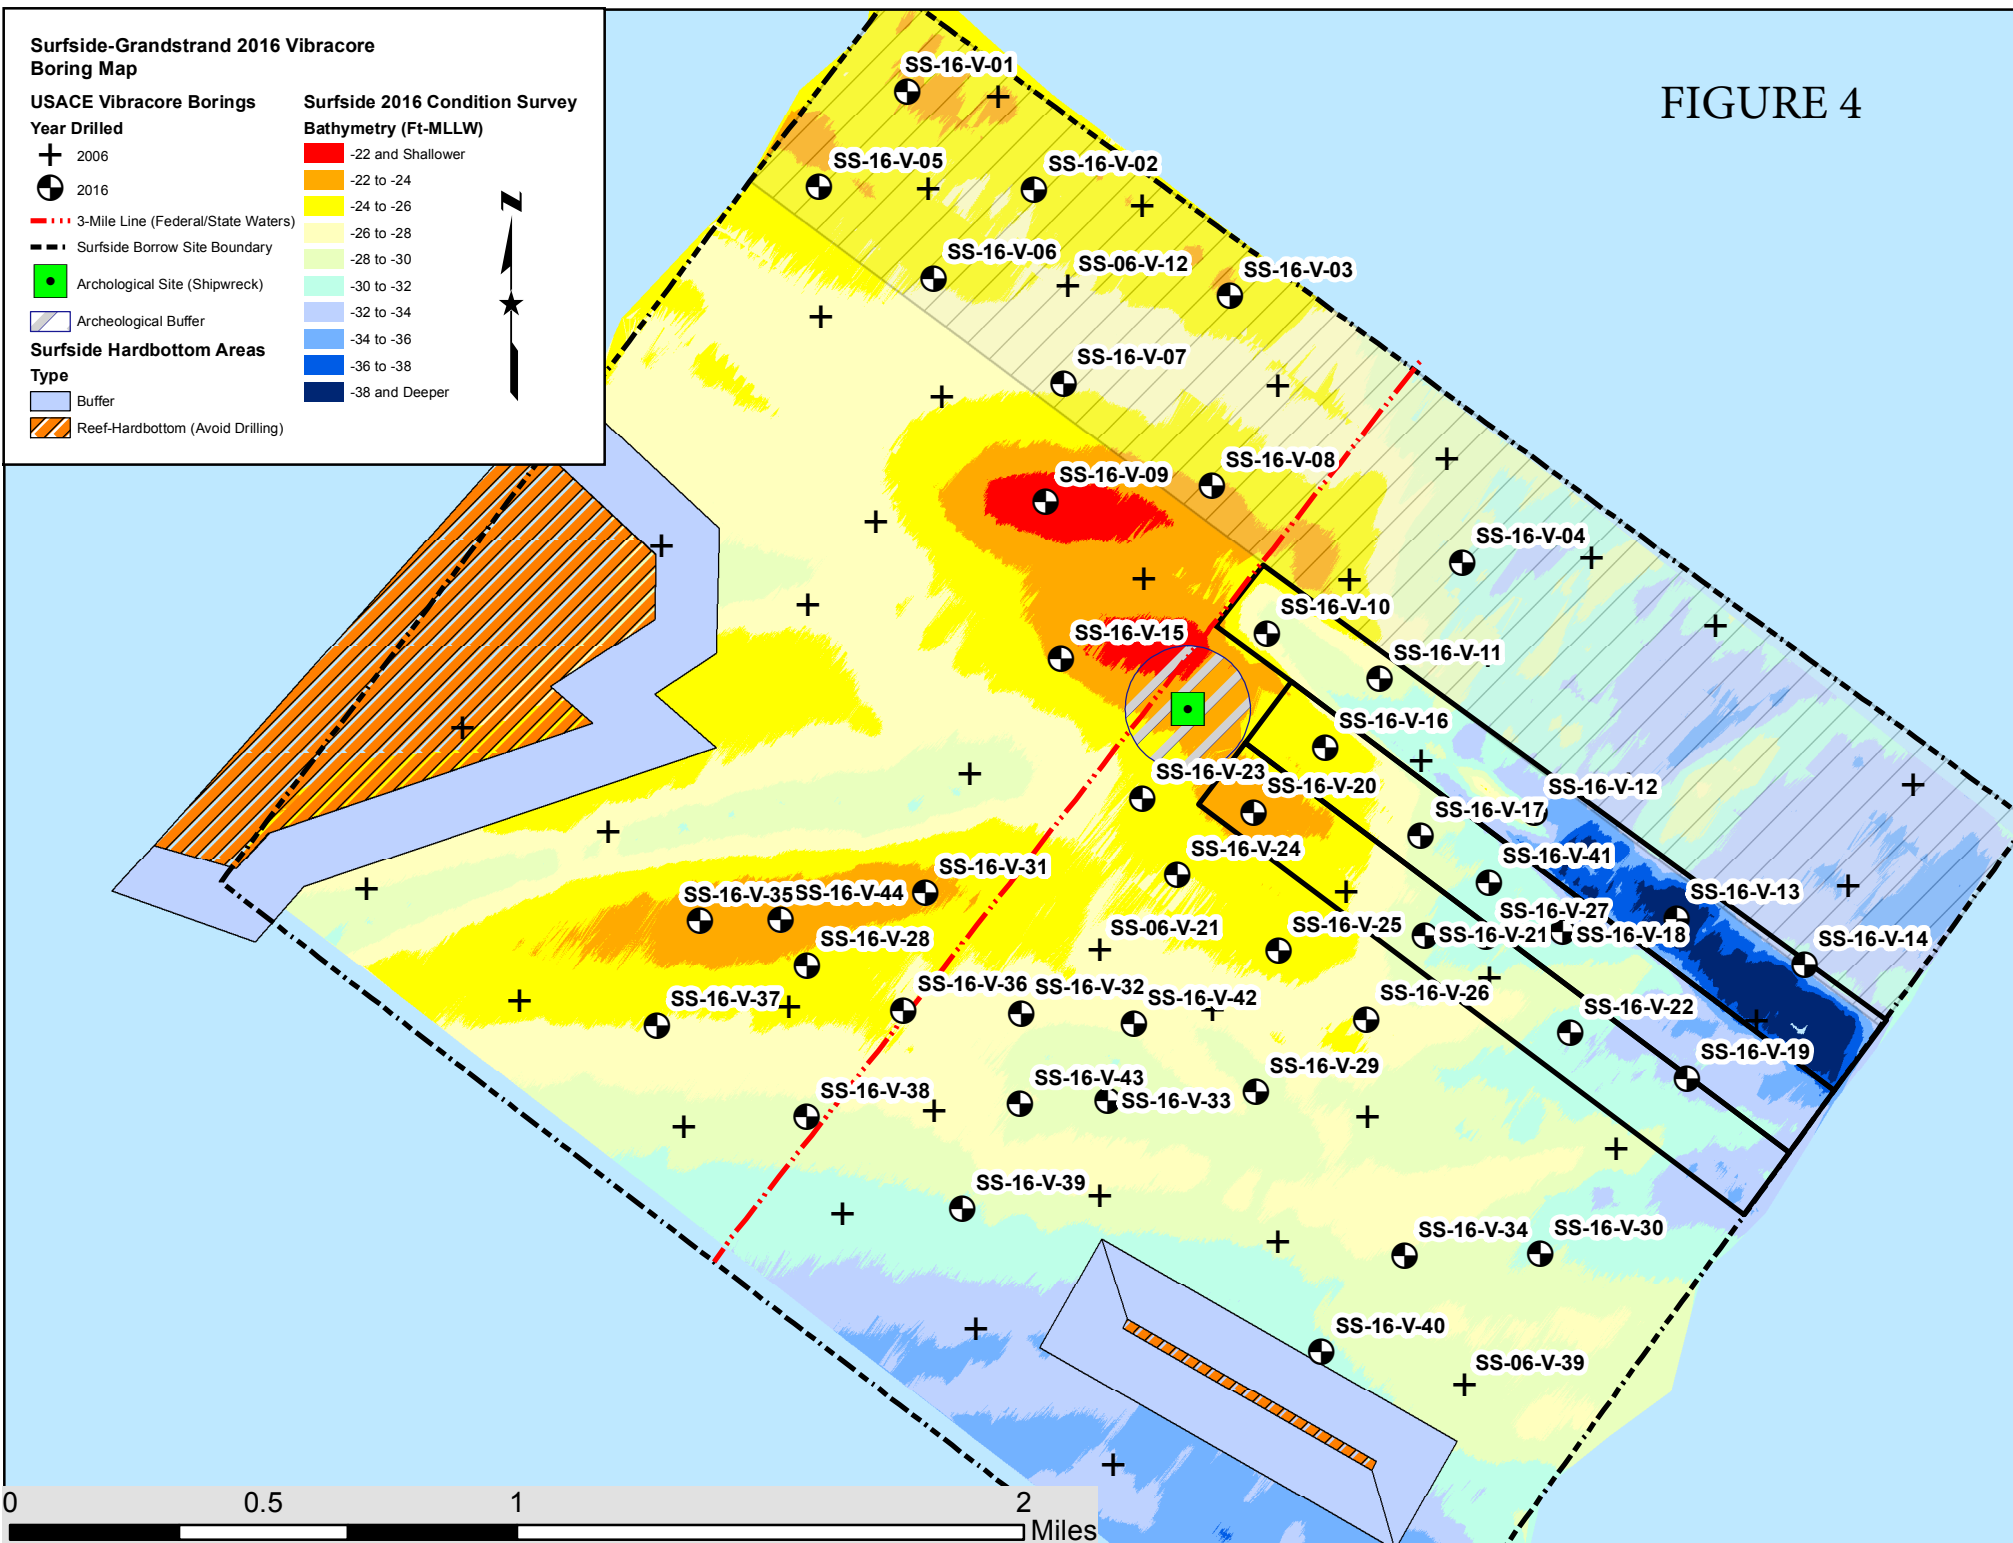 Surfside-Grandstrand 2016 Vibracore
Boring Map
USACE Vibracore Borings
Year Drilled
2006
2016
3-Mile Line (Federal/State Waters)
Surfside Borrow Site Boundary
Archological Site (Shipwreck)
Archeological Buffer
Surfside Hardbottom Areas
Type
Buffer
Reef-Hardbottom (Avoid Drilling)
Surfside 2016 Condition Survey
Bathymetry (Ft-MLLW)
-22 and Shallower
-22 to -24
-24 to -26
-26 to -28
-28 to -30
-30 to -32
-32 to -34
-34 to -36
-36 to -38
-38 and Deeper
N
FIGURE 4
SS-16-V-01
SS-16-V-05
SS-16-V-02
SS-16-V-06
SS-06-V-12
SS-16-V-03
SS-16-V-07
SS-16-V-08
SS-16-V-09
SS-16-V-04
SS-16-V-10
SS-16-V-15
SS-16-V-11
SS-16-V-16
SS-16-V-23
SS-16-V-20
SS-16-V-12
SS-16-V-17
SS-16-V-24
SS-16-V-41
SS-16-V-31
SS-16-V-35
SS-16-V-44
SS-16-V-13
SS-16-V-27
SS-16-V-28
SS-06-V-21
SS-16-V-25
SS-16-V-21
SS-16-V-18
SS-16-V-14
SS-16-V-37
SS-16-V-36
SS-16-V-32
SS-16-V-42
SS-16-V-26
SS-16-V-22
SS-16-V-19
SS-16-V-38
SS-16-V-43
SS-16-V-33
SS-16-V-29
SS-16-V-39
SS-16-V-34
SS-16-V-30
SS-16-V-40
SS-06-V-39
0 0.5 1 2
Miles